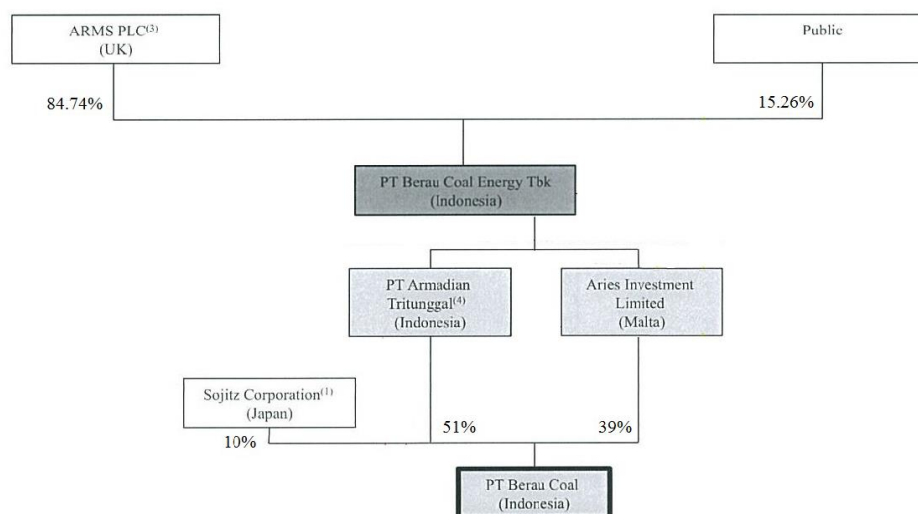 ARMS PLC(3)
(UK)
Public
84.74%
15.26%
PT Berau Coal Energy Tbk
(Indonesia)
PT Armadian
Tritunggal(4)
(Indonesia)
Aries Investment
Limited
(Malta)
Sojitz Corporation(1)
(Japan)
10%
51%
39%
PT Berau Coal
(Indonesia)